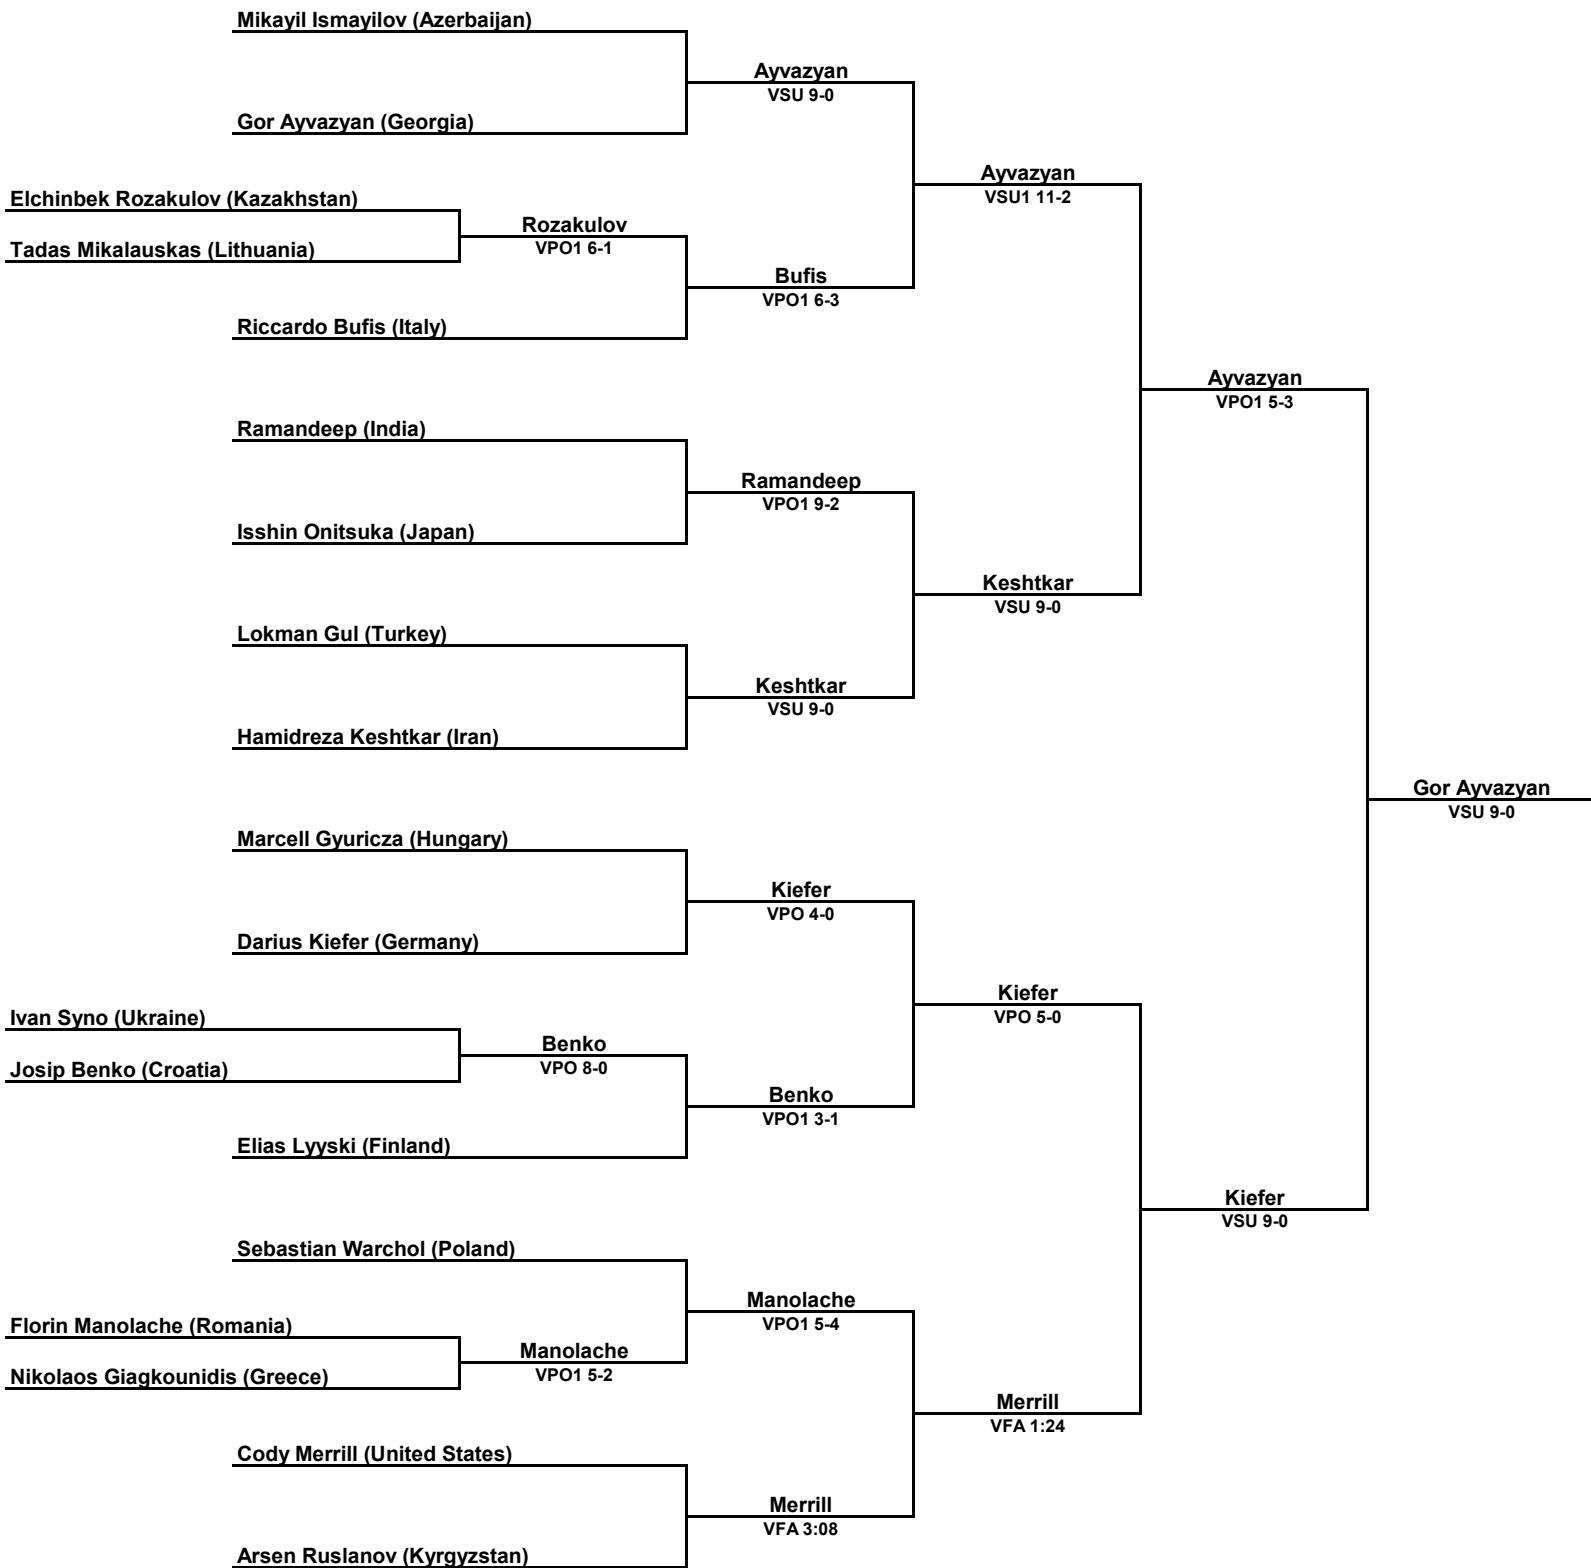 Mikayil Ismayilov (Azerbaijan)
Ayvazyan
VSU 9-0
Gor Ayvazyan (Georgia)
Ayvazyan
VSU1 11-2
Elchinbek Rozakulov (Kazakhstan)
Rozakulov
VPO1 6-1
Tadas Mikalauskas (Lithuania)
Bufis
VPO1 6-3
Riccardo Bufis (Italy)
Ayvazyan
VPO1 5-3
Ramandeep (India)
Ramandeep
VPO1 9-2
Isshin Onitsuka (Japan)
Keshtkar
VSU 9-0
Lokman Gul (Turkey)
Keshtkar
VSU 9-0
Hamidreza Keshtkar (Iran)
Gor Ayvazyan
VSU 9-0
Marcell Gyuricza (Hungary)
Kiefer
VPO 4-0
Darius Kiefer (Germany)
Kiefer
VPO 5-0
Ivan Syno (Ukraine)
Benko
VPO 8-0
Josip Benko (Croatia)
Benko
VPO1 3-1
Elias Lyyski (Finland)
Kiefer
VSU 9-0
Sebastian Warchol (Poland)
Manolache
VPO1 5-4
Florin Manolache (Romania)
Manolache
VPO1 5-2
Nikolaos Giagkounidis (Greece)
Merrill
VFA 1:24
Cody Merrill (United States)
Merrill
VFA 3:08
Arsen Ruslanov (Kyrgyzstan)